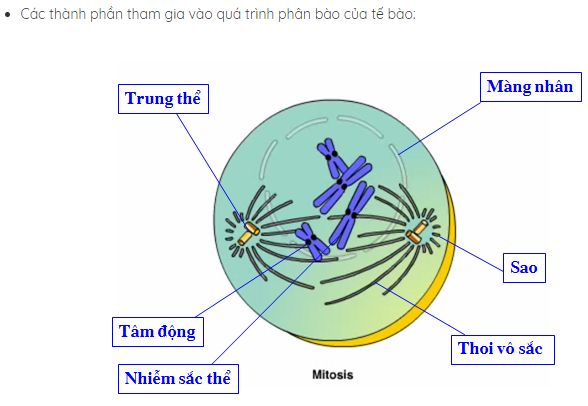 Các thành phần tham gia vào quá trình phân bào của tế bào:
Màng nhân
Trung thể
Sao
Tâm động
Thoi vô sắc
Nhiễm sắc thể
Mitosis